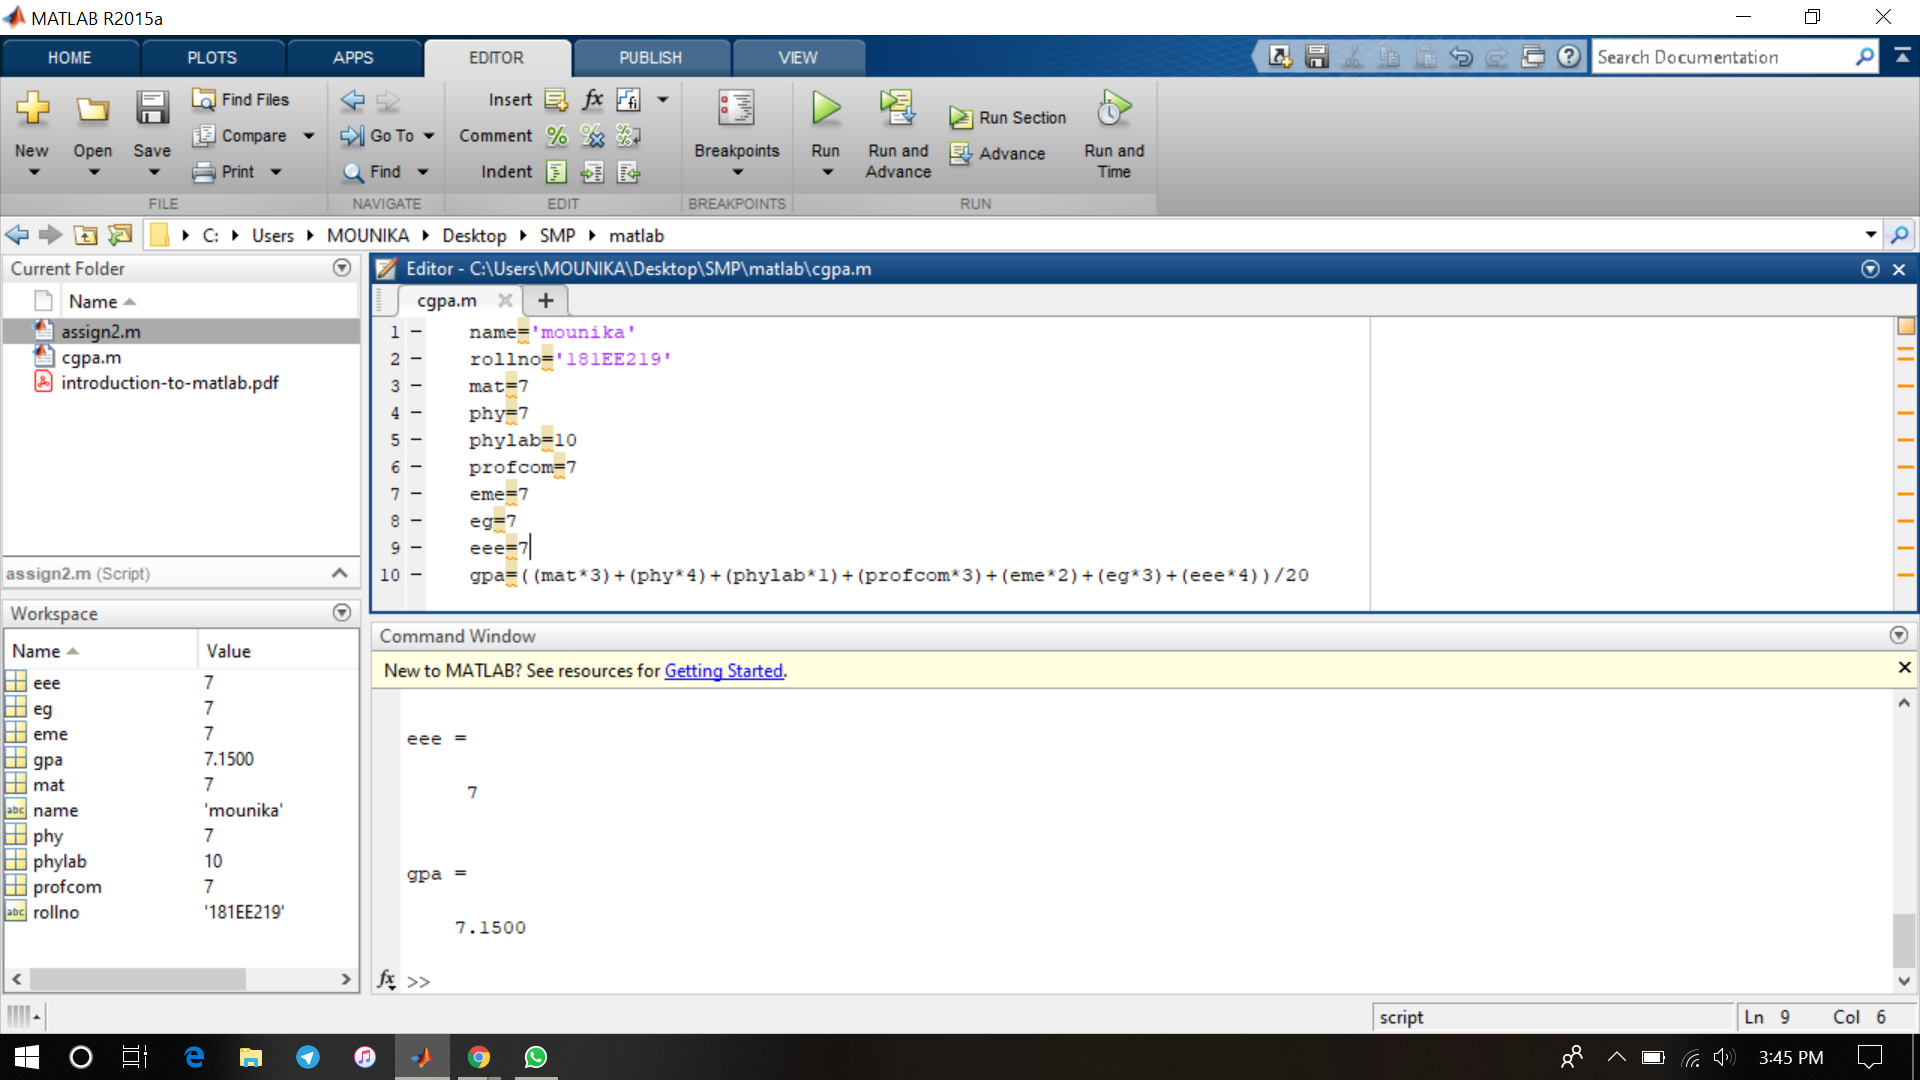 MATLAB R2015a
HOME PLOTS APPS EDITOR PUBLISH VIEW Search Documentation
New Open Save Find Files Compare Print
FILE
Go To Find
NAVIGATE
Insert fx
Comment
Indent
EDIT
Breakpoints
BREAKPOINTS
Run Run and Advance Run Section Advance Run and Time
RUN
C: Users MOUNIKA Desktop SMP matlab
Current Folder
Name
assign2.m
cgpa.m
introduction-to-matlab.pdf
assign2.m (Script)
Workspace
Name Value
eee 7
eg 7
eme 7
gpa 7.1500
mat 7
abc name 'mounika'
phy 7
phylab 10
profcom 7
abc rollno '181EE219'
Editor - C:\Users\MOUNIKA\Desktop\SMP\matlab\cgpa.m
cgpa.m
1 – name='mounika'
2 – rollno='181EE219'
3 – mat=7
4 – phy=7
5 – phylab=10
6 – profcom=7
7 – eme=7
8 – eg=7
9 – eee=7
10 – gpa=((mat*3)+(phy*4)+(phylab*1)+(profcom*3)+(eme*2)+(eg*3)+(eee*4))/20
Command Window
New to MATLAB? See resources for Getting Started.
eee =
7
gpa =
7.1500
fx >>
script Ln 9 Col 6
3:45 PM